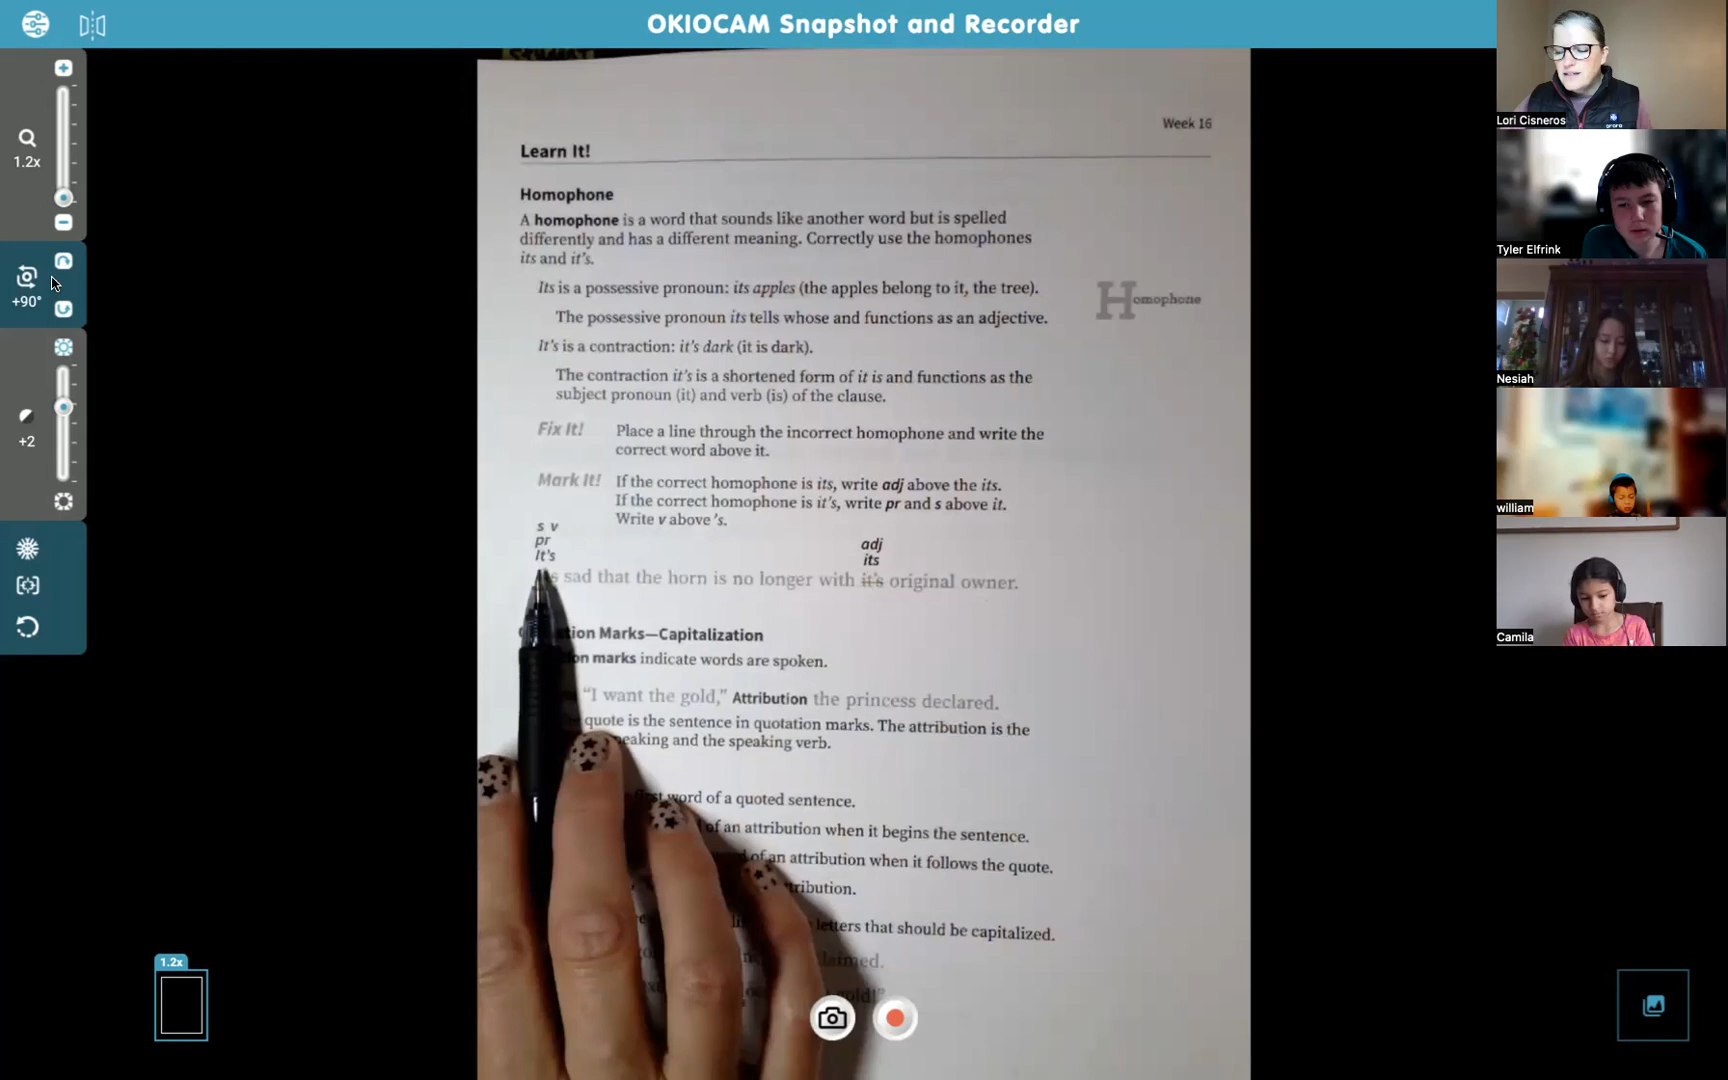 OKIOCAM Snapshot and Recorder
1.2x
+90°
+2
Week 16
Learn It!
Homophone
A homophone is a word that sounds like another word but is spelled
differently and has a different meaning. Correctly use the homophones
its and it's.
Its is a possessive pronoun: its apples (the apples belong to it, the tree).
The possessive pronoun its tells whose and functions as an adjective.
It's is a contraction: it's dark (it is dark).
The contraction it's is a shortened form of it is and functions as the
subject pronoun (it) and verb (is) of the clause.
Homophone
Fix It! Place a line through the incorrect homophone and write the
correct word above it.
Mark It! If the correct homophone is its, write adj above the its.
If the correct homophone is it's, write pr and s above it.
Write v above 's.
s v
pr adj
It's its
sad that the horn is no longer with it's original owner.
Marks—Capitalization
marks indicate words are spoken.
"I want the gold," Attribution the princess declared.
quote is the sentence in quotation marks. The attribution is the
speaking and the speaking verb.
first word of a quoted sentence.
of an attribution when it begins the sentence.
of an attribution when it follows the quote.
letters that should be capitalized.
1.2x
Lori Cisneros
Tyler Elfrink
Nesiah
william
Camila